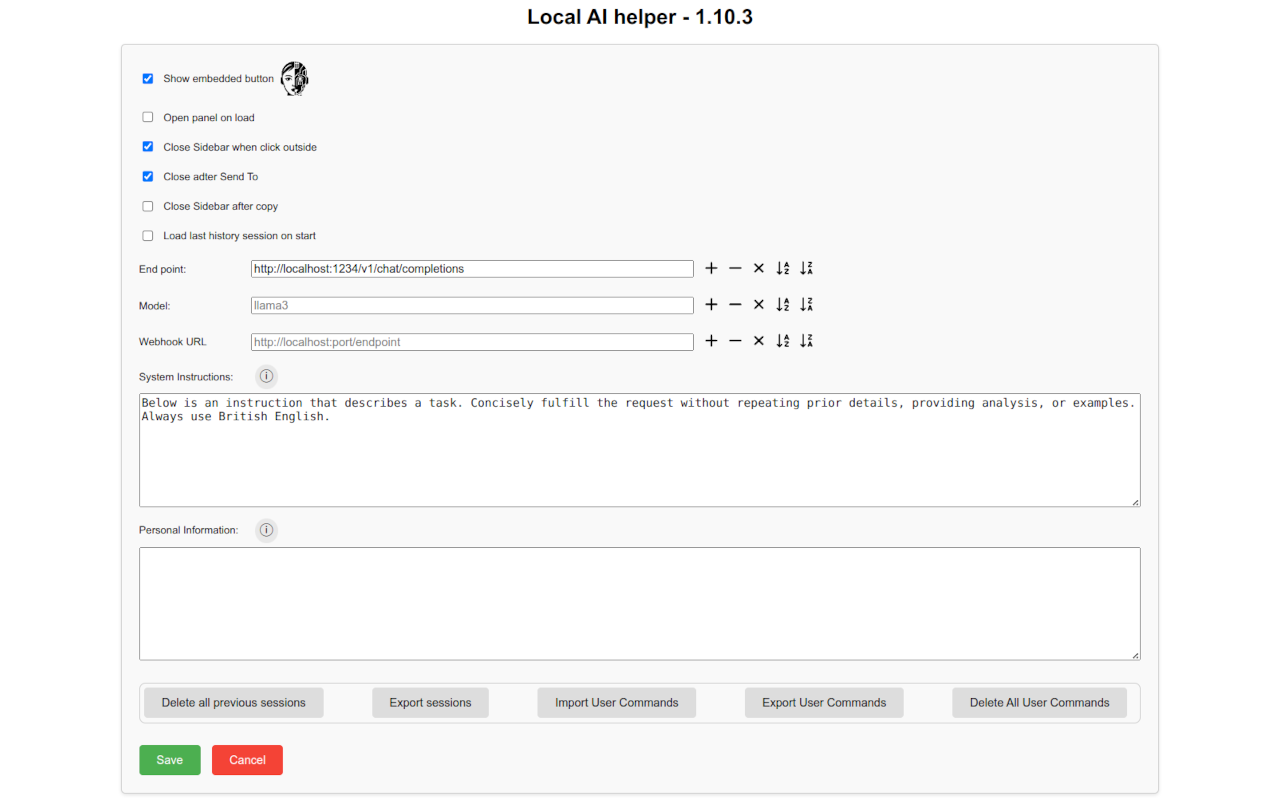 Local AI helper - 1.10.3
Show embedded button
Open panel on load
Close Sidebar when click outside
Close adter Send To
Close Sidebar after copy
Load last history session on start
End point: http://localhost:1234/v1/chat/completions
Model: llama3
Webhook URL http://localhost:port/endpoint
System Instructions:
Below is an instruction that describes a task. Concisely fulfill the request without repeating prior details, providing analysis, or examples.
Always use British English.
Personal Information:
Delete all previous sessions Export sessions Import User Commands Export User Commands Delete All User Commands
Save Cancel